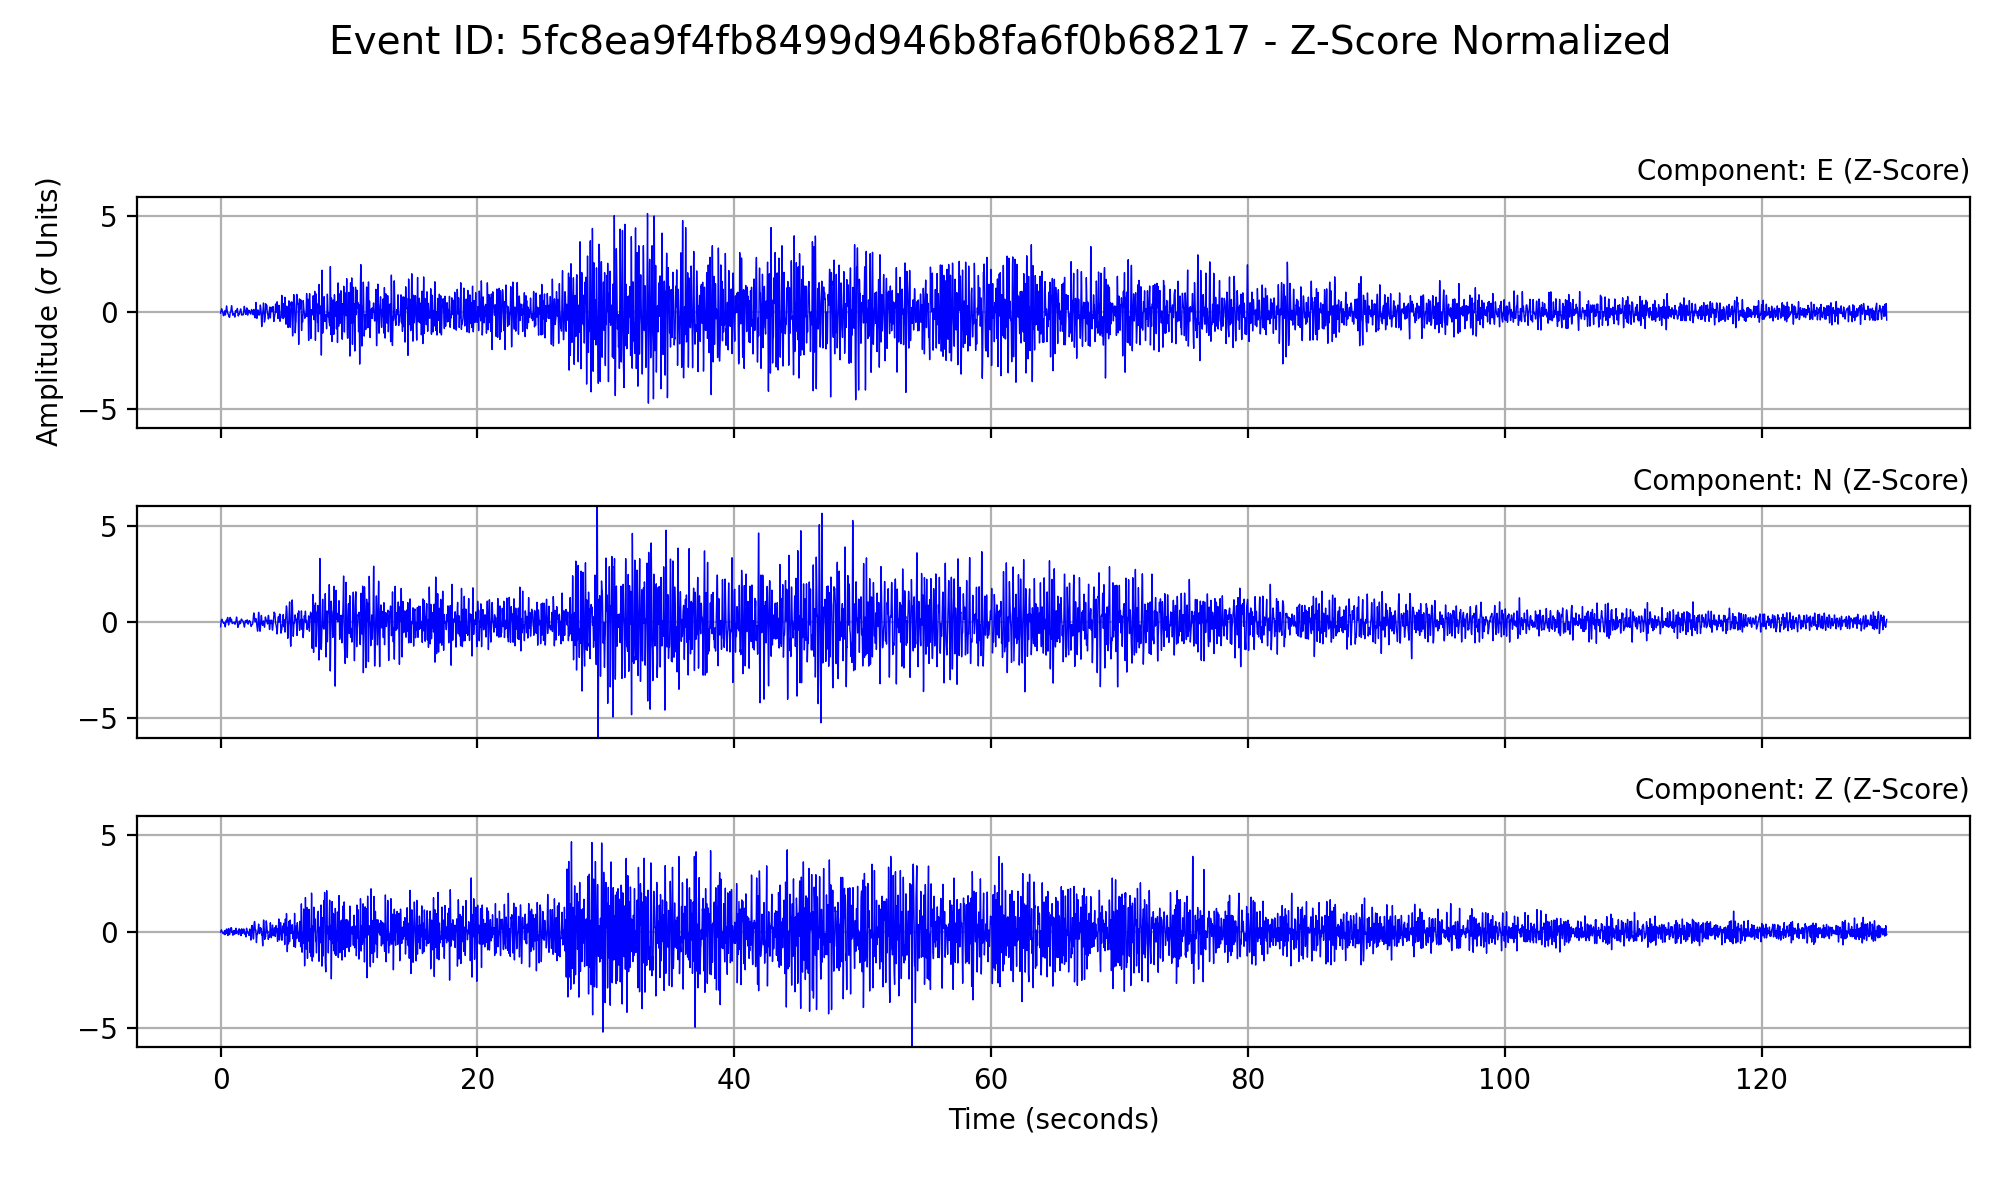 Event ID: 5fc8ea9f4fb8499d946b8fa6f0b68217 - Z-Score Normalized
Component: E (Z-Score)
Amplitude (σ Units)
5
0
−5
Component: N (Z-Score)
5
0
−5
Component: Z (Z-Score)
5
0
−5
0 20 40 60 80 100 120
Time (seconds)